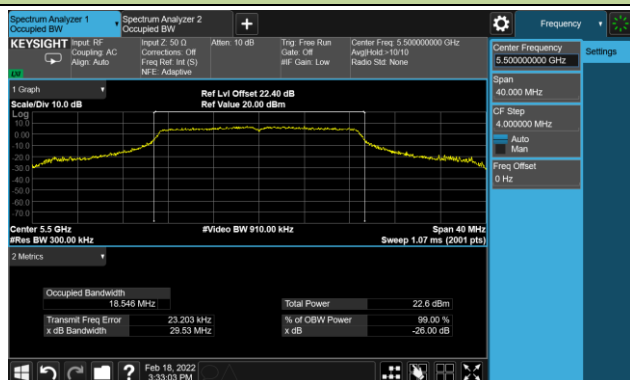 Spectrum Analyzer 1
Occupied BW
Spectrum Analyzer 2
Occupied BW
Frequency
KEYSIGHT
Input: RF
Coupling: AC
Align: Auto
Input Z: 50 Ω
Corrections: Off
Freq Ref: Int (S)
NFE: Adaptive
Atten: 10 dB
Trig: Free Run
Gate: Off
#IF Gain: Low
Center Freq: 5.500000000 GHz
Avg|Hold:>10/10
Radio Std: None
Center Frequency
5.500000000 GHz
Settings
Span
40.000 MHz
CF Step
4.000000 MHz
Auto
Man
Freq Offset
0 Hz
1 Graph
Scale/Div 10.0 dB
Ref Lvl Offset 22.40 dB
Ref Value 20.00 dBm
Log
10.0
0.00
-10.0
-20.0
-30.0
-40.0
-50.0
-60.0
-70.0
Center 5.5 GHz
#Res BW 300.00 kHz
#Video BW 910.00 kHz
Span 40 MHz
Sweep 1.07 ms (2001 pts)
2 Metrics
Occupied Bandwidth
18.546 MHz
Total Power 22.6 dBm
Transmit Freq Error 23.203 kHz
% of OBW Power 99.00 %
x dB Bandwidth 29.53 MHz
x dB -26.00 dB
?
Feb 18, 2022
3:33:03 PM